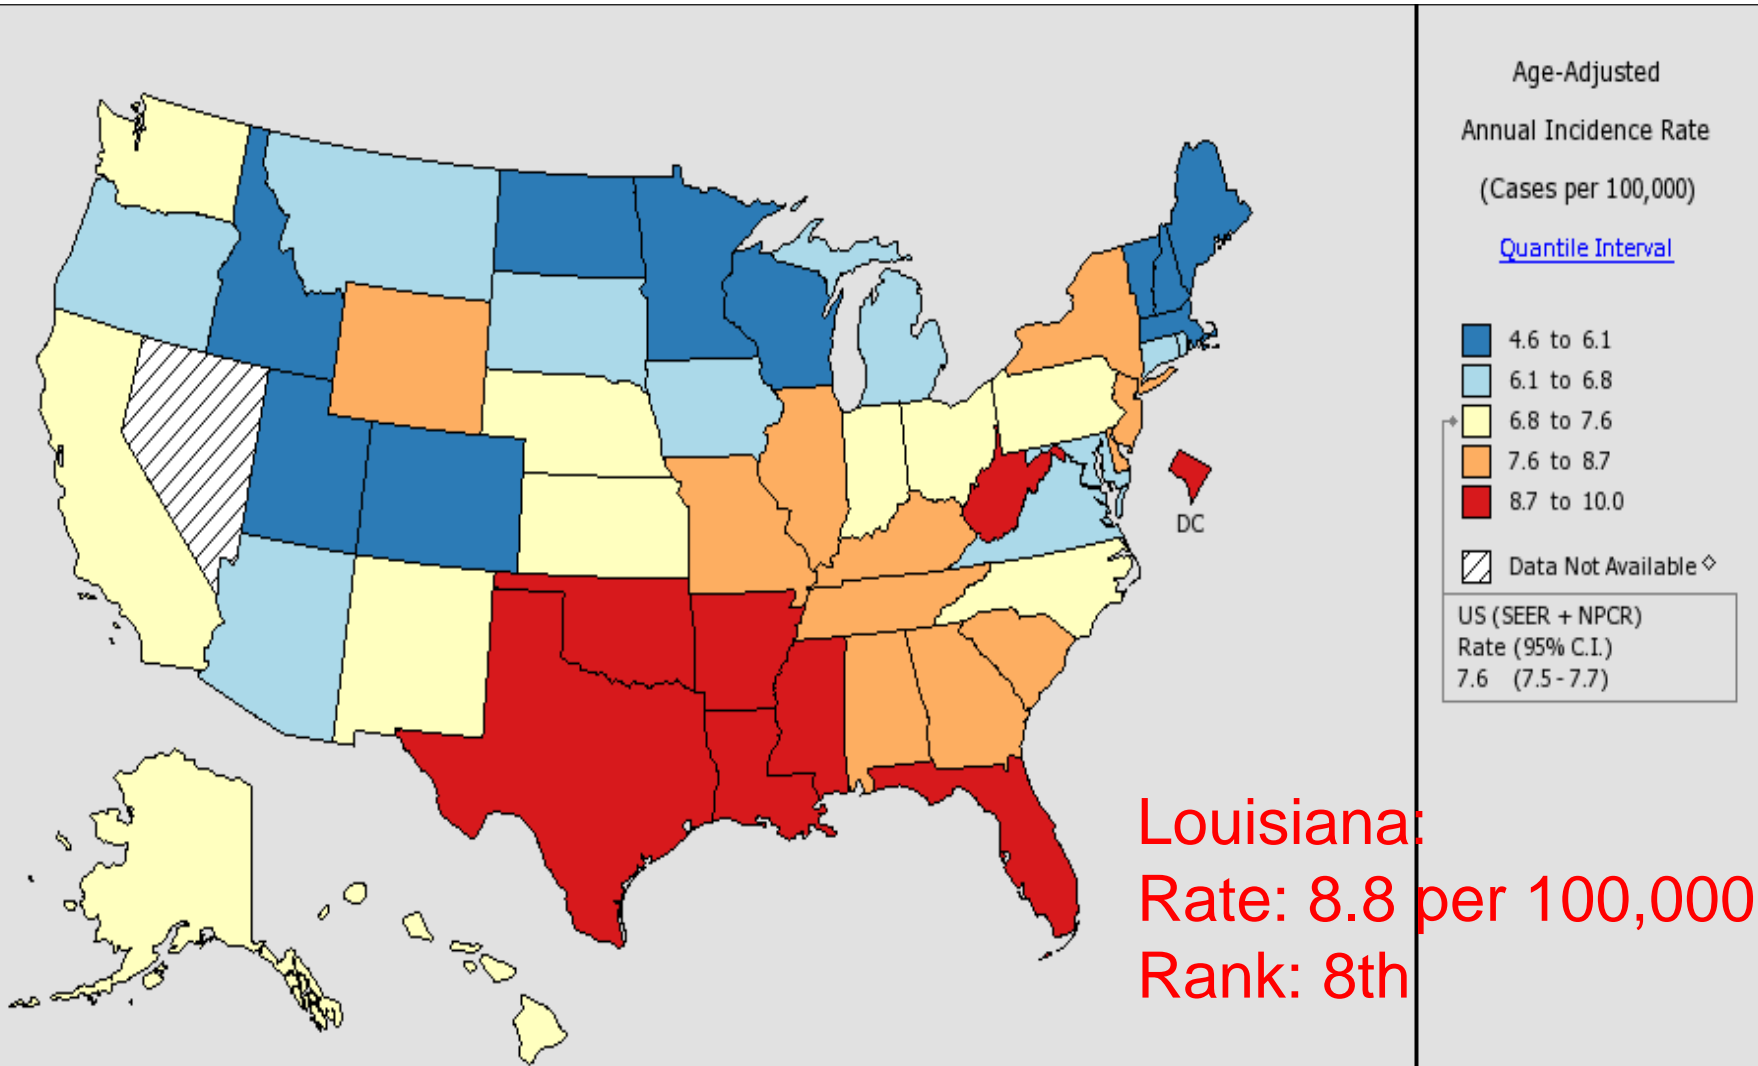 Age-Adjusted
Annual Incidence Rate
(Cases per 100,000)
Quantile Interval
4.6 to 6.1
6.1 to 6.8
6.8 to 7.6
7.6 to 8.7
8.7 to 10.0
Data Not Available ◇
US (SEER + NPCR)
Rate (95% C.I.)
7.6 (7.5 - 7.7)
DC
Louisiana:
Rate: 8.8 per 100,000
Rank: 8th